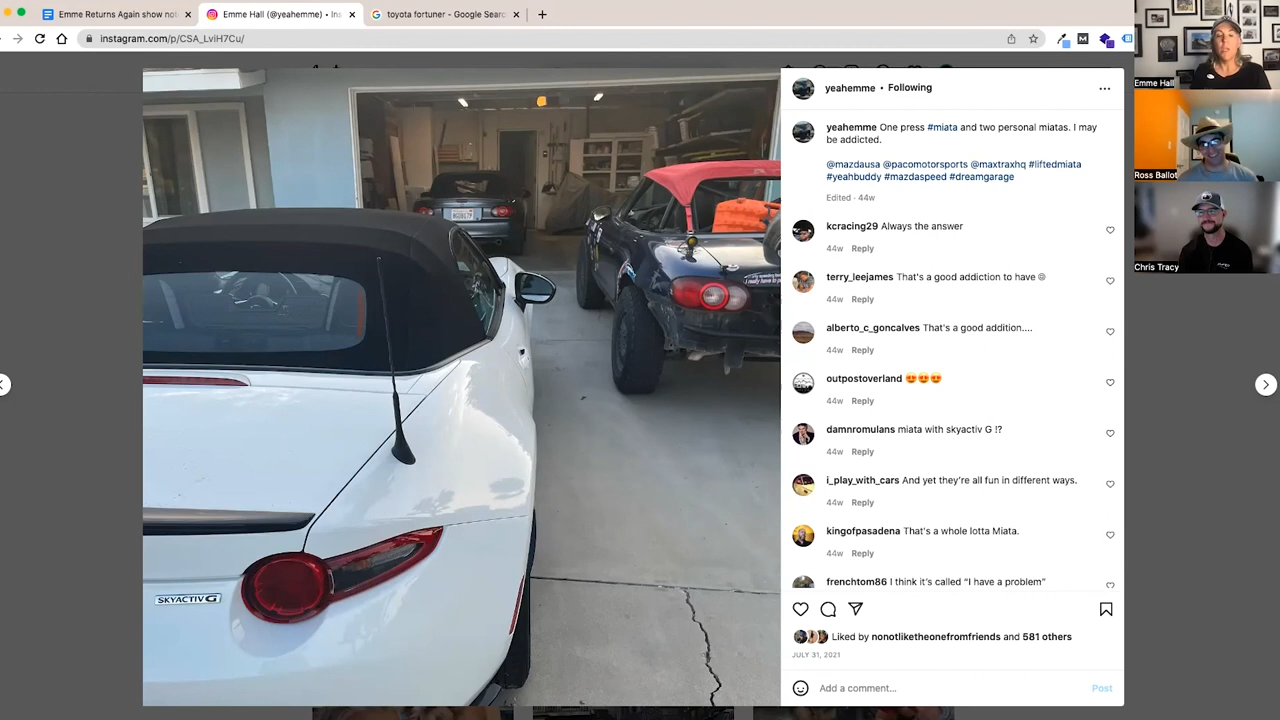 Emme Returns Again show not
Emme Hall (@yeahemme) • Ins
toyota fortuner - Google Searc
instagram.com/p/CSA_LviH7Cu/
yeahemme • Following
yeahemme One press #miata and two personal miatas. I may
be addicted.
@mazdausa @pacomotorsports @maxtraxhq #liftedmiata
#yeahbuddy #mazdaspeed #dreamgarage
Edited · 44w
kcracing29 Always the answer
44w Reply
terry_leejames That's a good addiction to have
44w Reply
alberto_c_goncalves That's a good addition....
44w Reply
outpostoverland 😍😍😍
44w Reply
damnromulans miata with skyactiv G !?
44w Reply
i_play_with_cars And yet they're all fun in different ways.
44w Reply
kingofpasadena That's a whole lotta Miata.
44w Reply
frenchtom86 I think it's called "I have a problem"
Liked by nonotliketheonefromfriends and 581 others
JULY 31, 2021
Add a comment...
Post
SKYACTIV G
Emme Hall
Ross Ballot
Chris Tracy